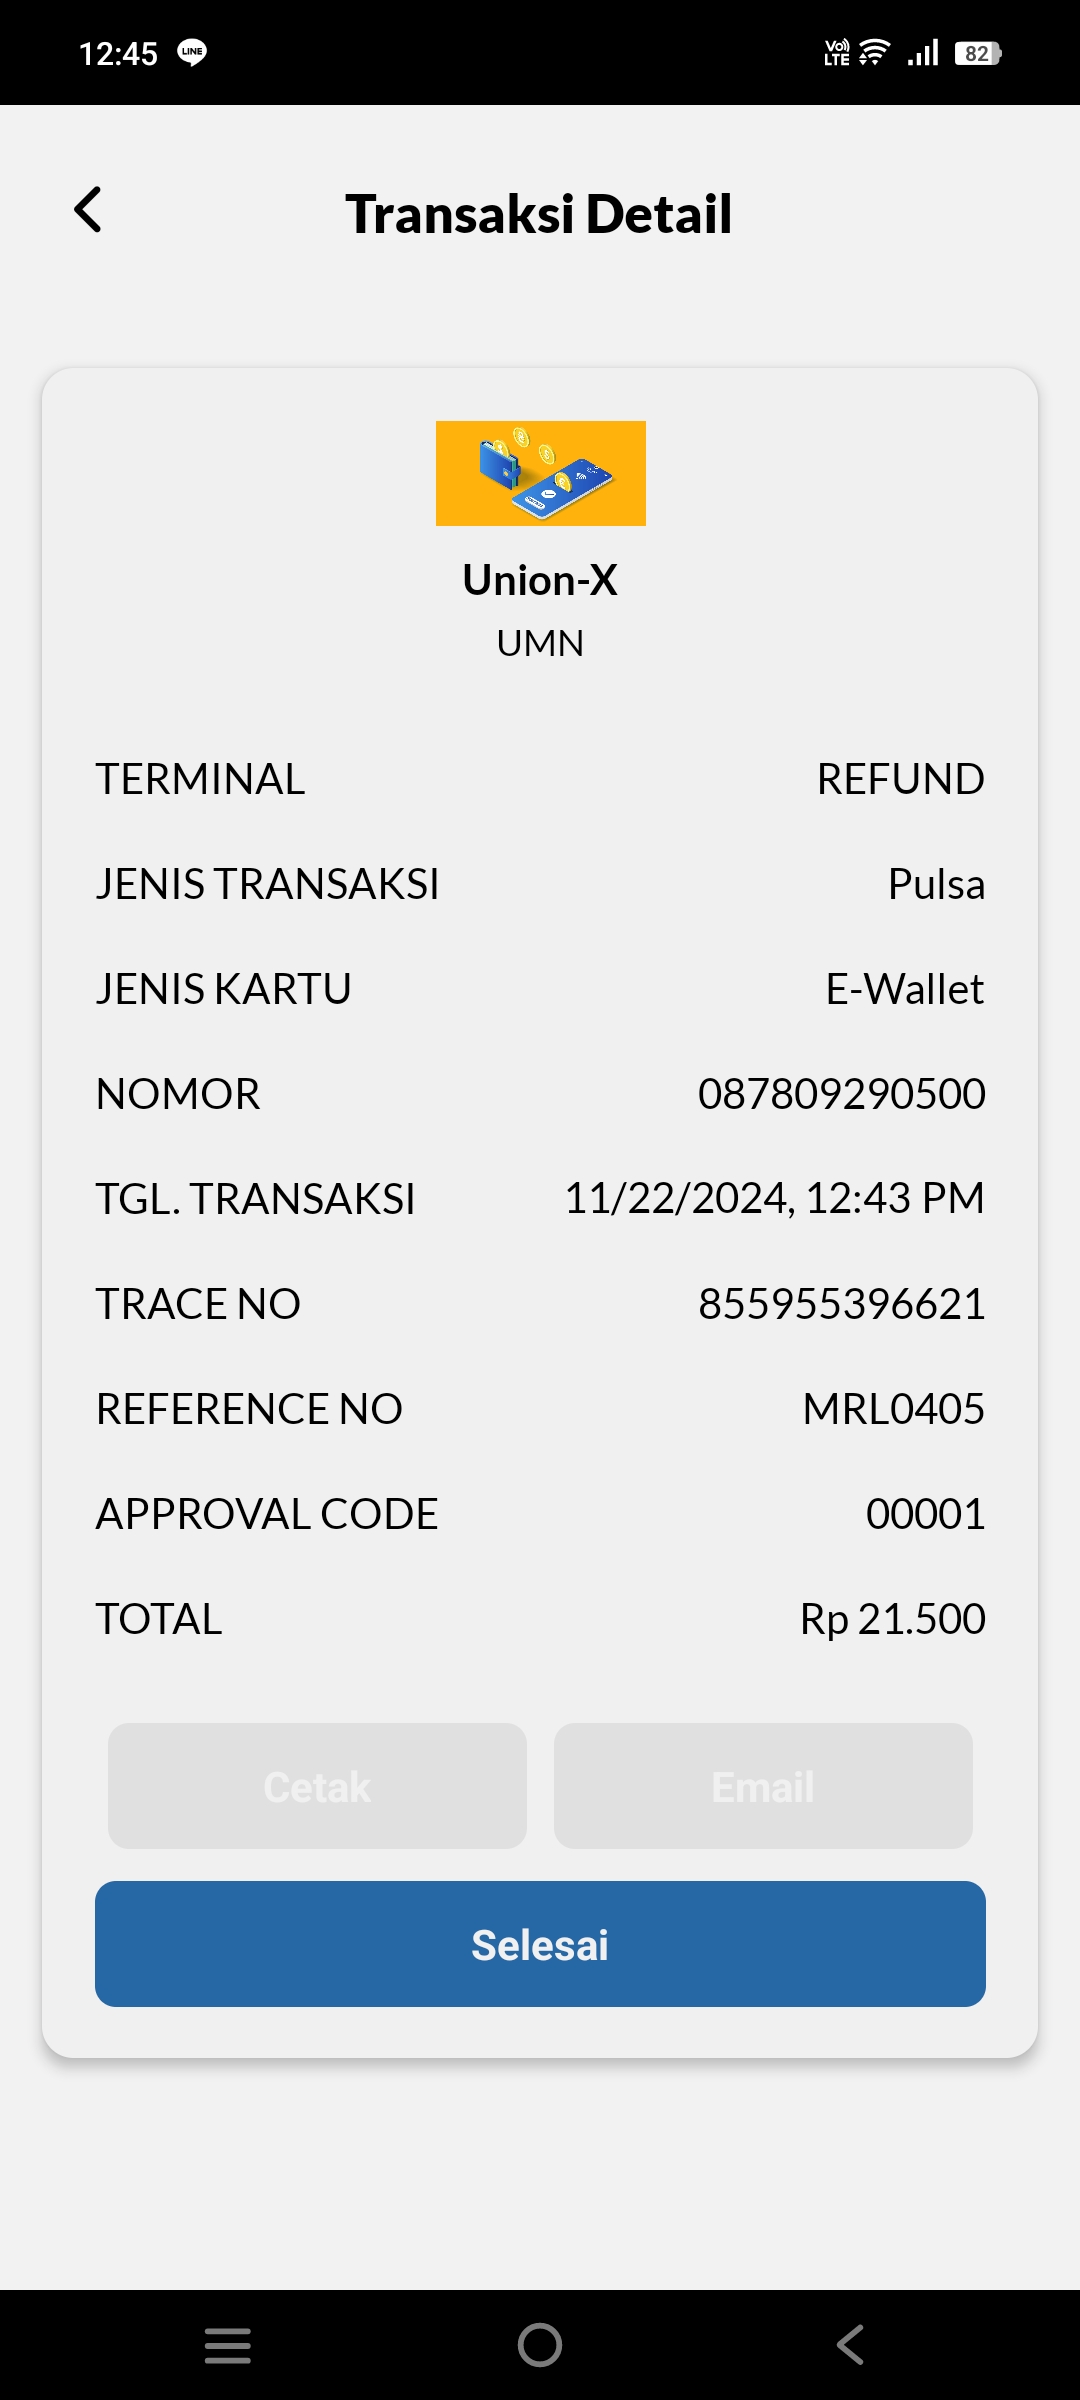 12:45 LINE Vo) LTE 82
Transaksi Detail
Union-X
UMN
TERMINAL REFUND
JENIS TRANSAKSI Pulsa
JENIS KARTU E-Wallet
NOMOR 087809290500
TGL. TRANSAKSI 11/22/2024, 12:43 PM
TRACE NO 855955396621
REFERENCE NO MRL0405
APPROVAL CODE 00001
TOTAL Rp 21.500
Cetak Email
Selesai